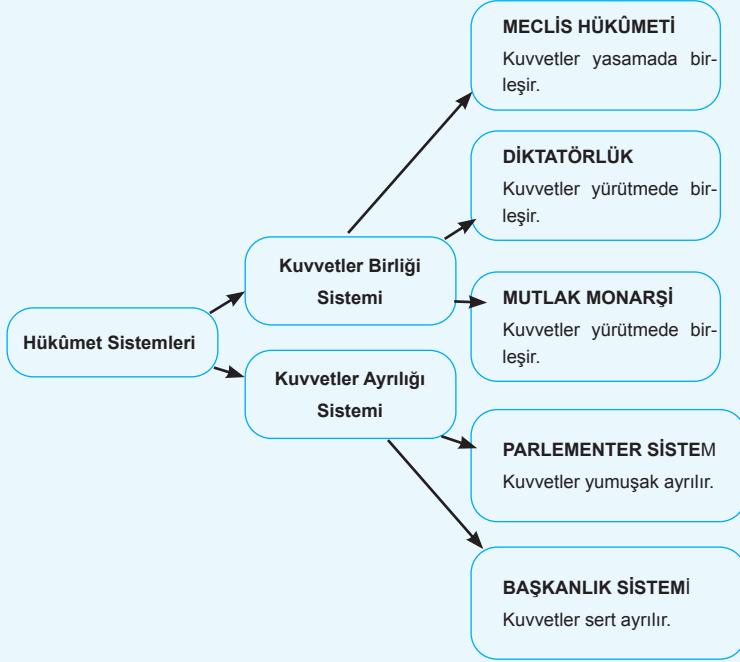 MECLİS HÜKÛMETİ
Kuvvetler yasamada bir-
leşir.
DİKTATÖRLÜK
Kuvvetler yürütmede bir-
leşir.
Kuvvetler Birliği
Sistemi
MUTLAK MONARŞİ
Kuvvetler yürütmede bir-
leşir.
Hükûmet Sistemleri
Kuvvetler Ayrılığı
Sistemi
PARLEMENTER SİSTEM
Kuvvetler yumuşak ayrılır.
BAŞKANLIK SİSTEMİ
Kuvvetler sert ayrılır.